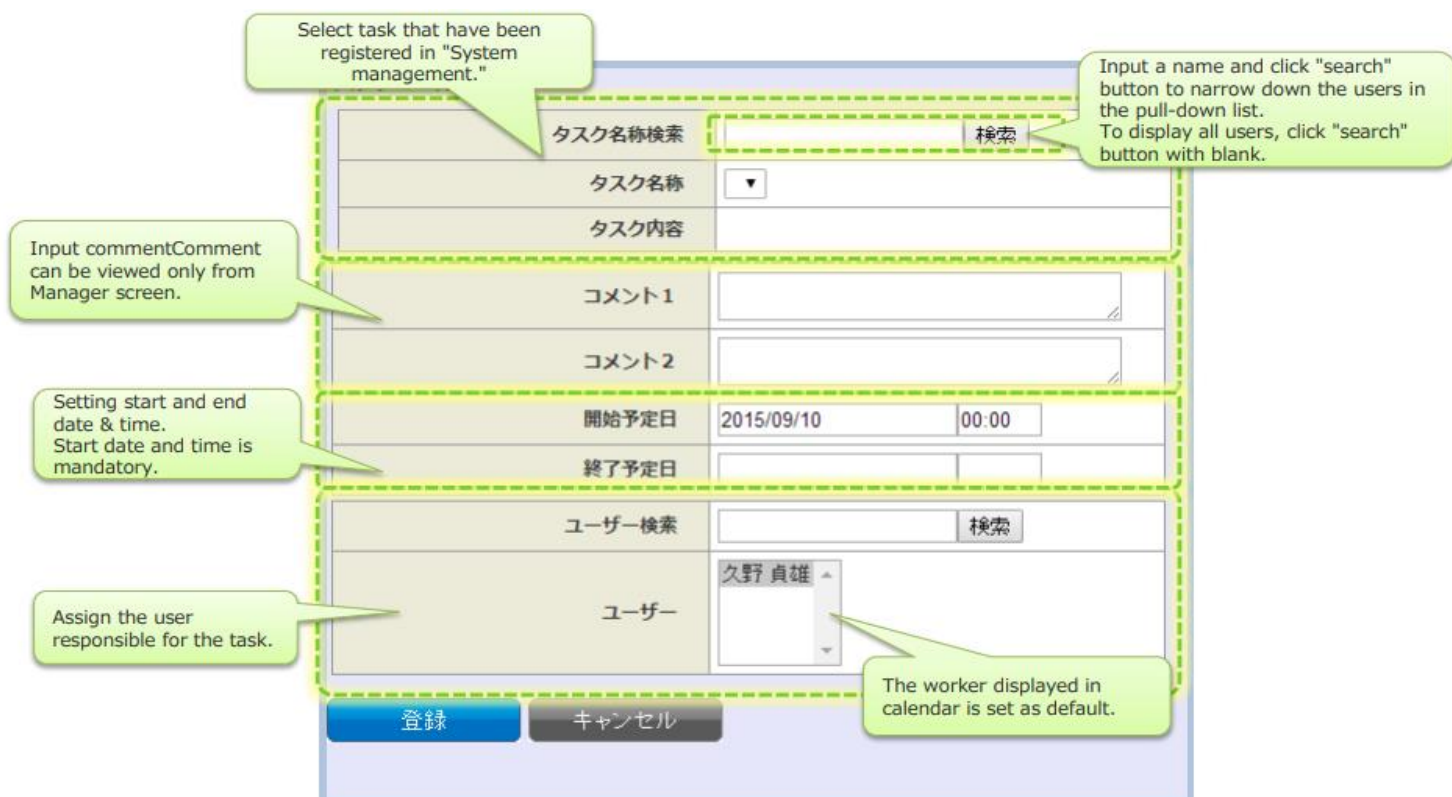 Select task that have been
registered in "System
management."
Input a name and click "search"
button to narrow down the users in
the pull-down list.
To display all users, click "search"
button with blank.
タスク名称検索
検索
タスク名称
▼
タスク内容
Input commentComment
can be viewed only from
Manager screen.
コメント1
コメント2
Setting start and end
date & time.
Start date and time is
mandatory.
開始予定日
2015/09/10
00:00
終了予定日
ユーザー検索
検索
久野 貞雄
ユーザー
Assign the user
responsible for the task.
The worker displayed in
calendar is set as default.
登録
キャンセル